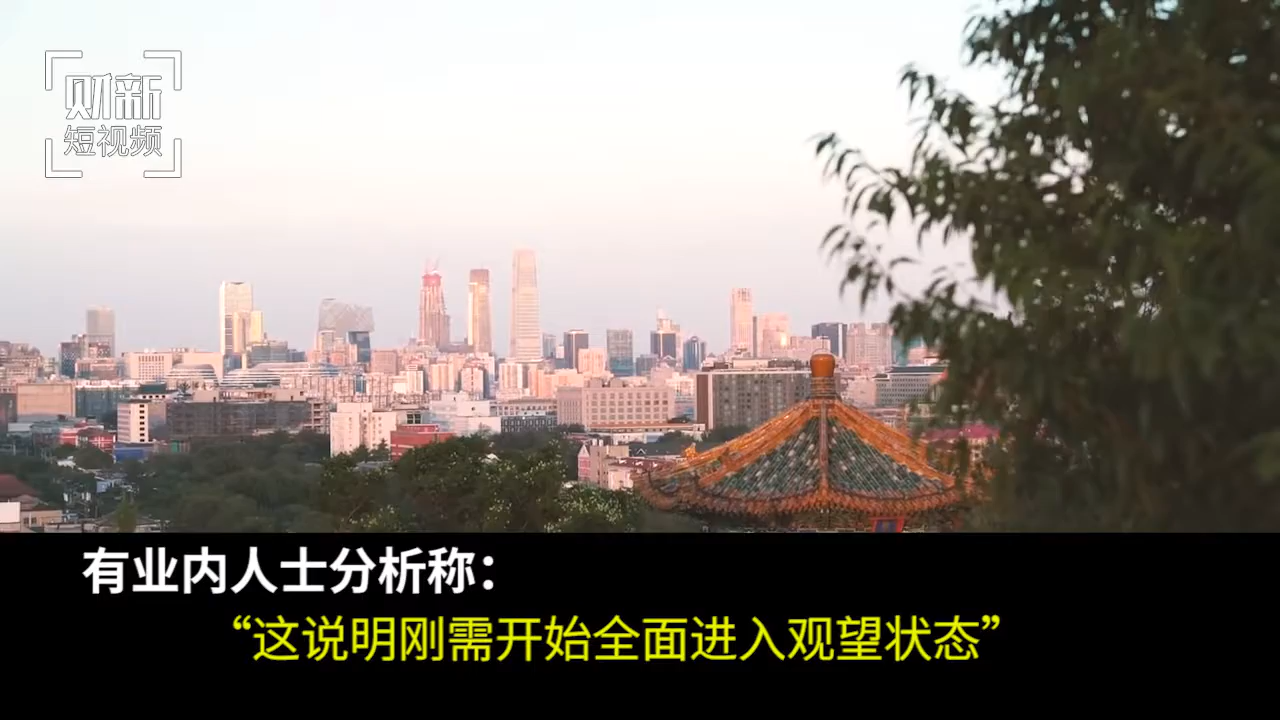 财新
短视频
有业内人士分析称：
“这说明刚需开始全面进入观望状态”